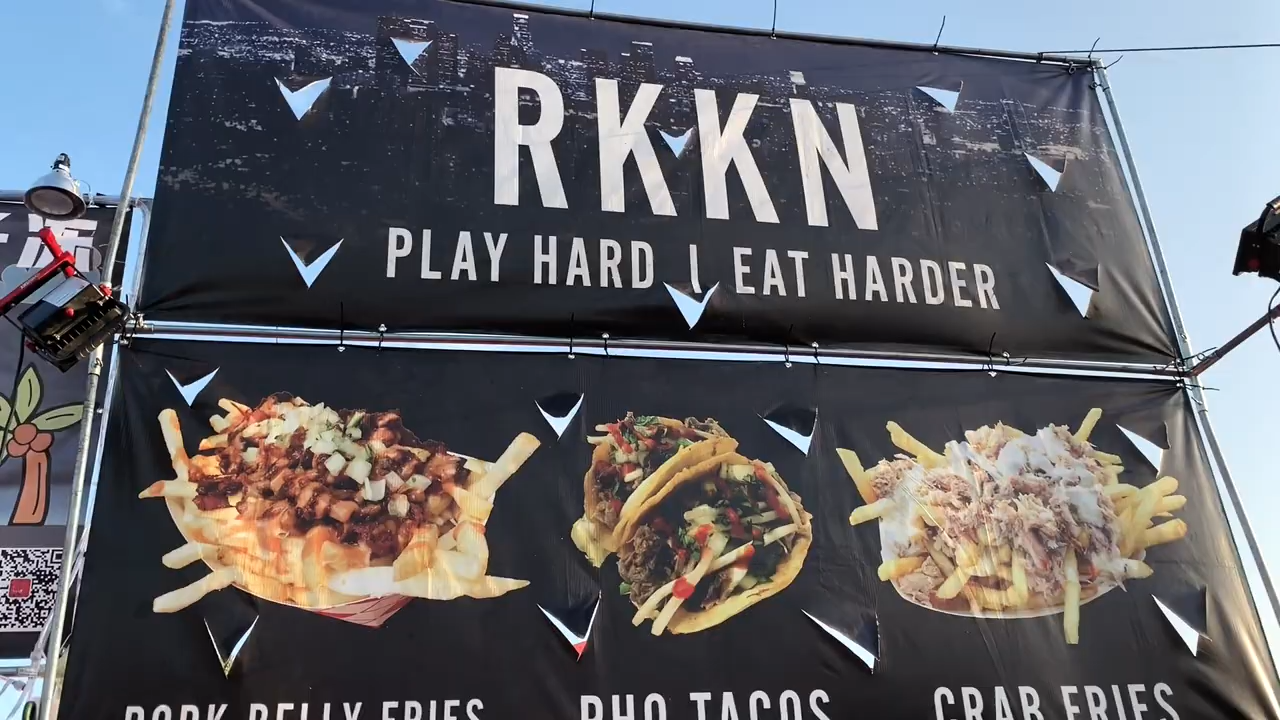 RKKN
PLAY HARD | EAT HARDER
PORK BELLY FRIES
PHO TACOS
CRAB FRIES